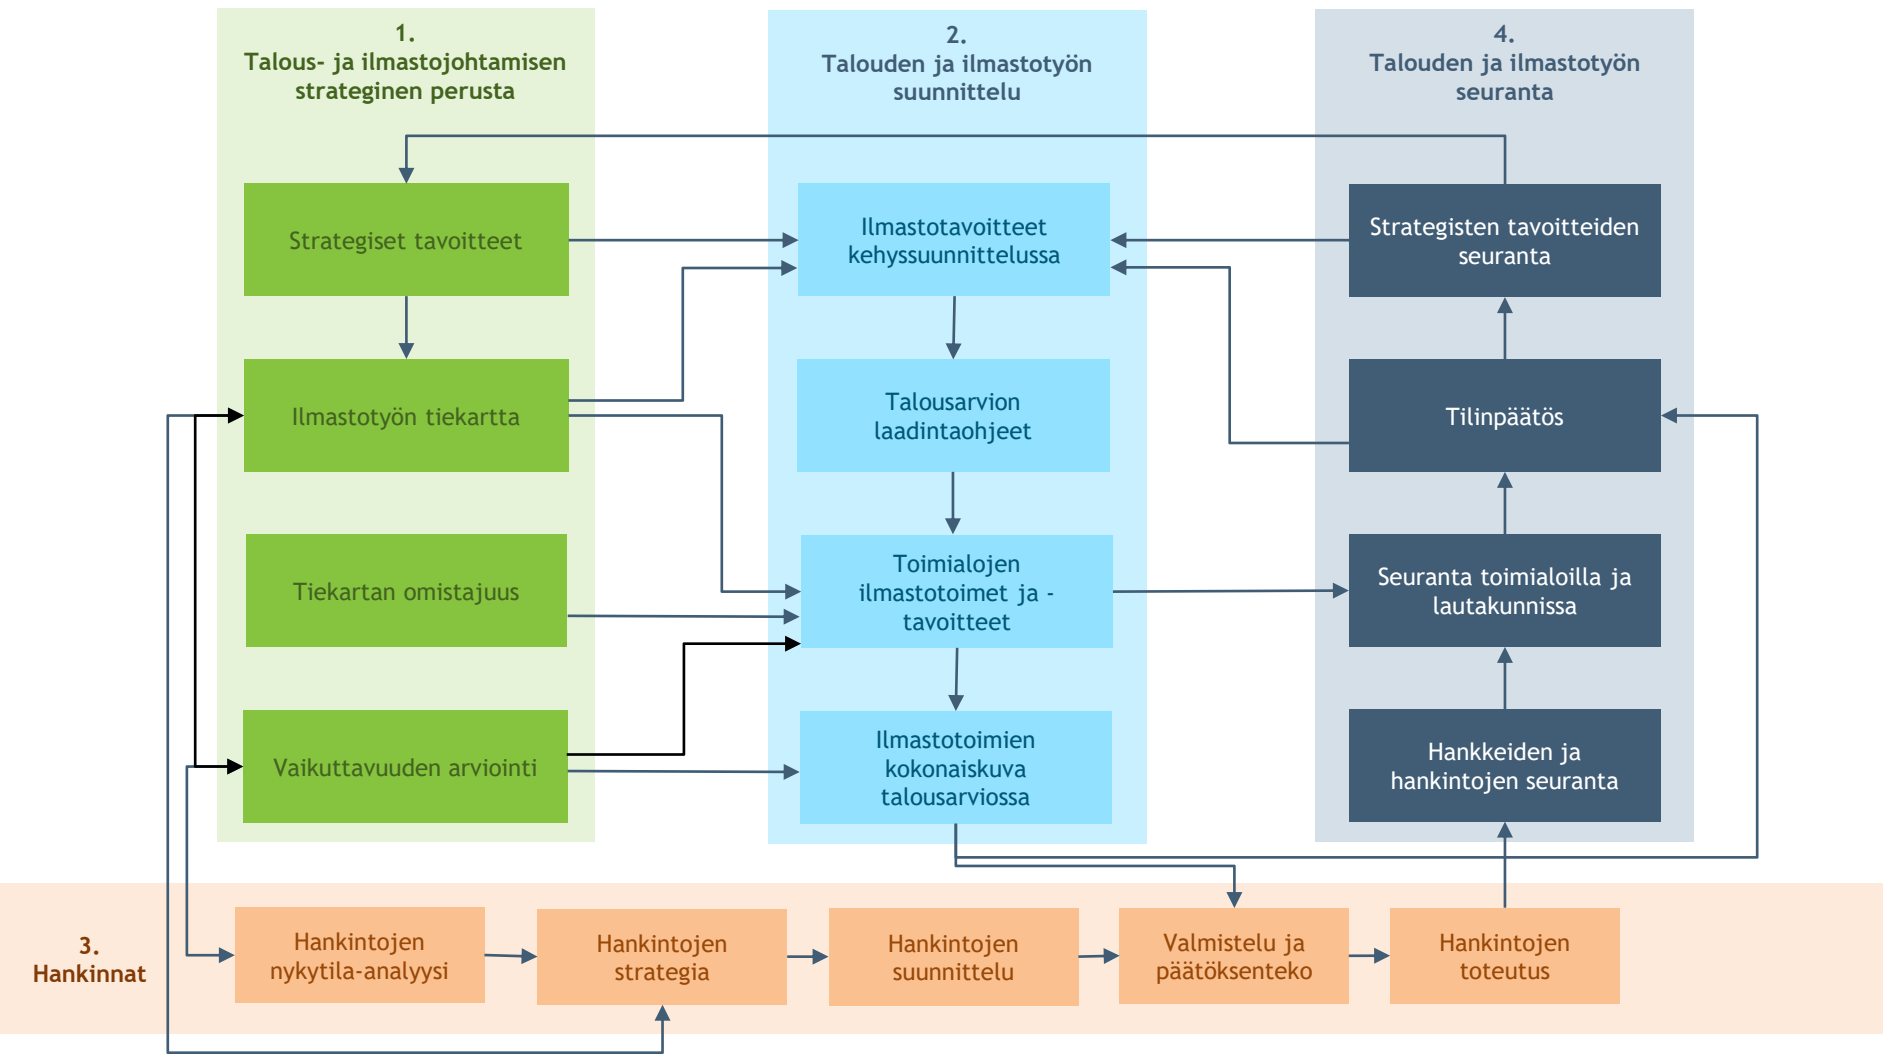 1.
Talous- ja ilmastojohtamisen
strateginen perusta
Strategiset tavoitteet
Ilmastotyön tiekartta
Tiekartan omistajuus
Vaikuttavuuden arviointi
2.
Talouden ja ilmastotyön
suunnittelu
Ilmastotavoitteet
kehyssuunnittelussa
Talousarvion
laadintaohjeet
Toimialojen
ilmastotoimet ja -
tavoitteet
Ilmastotoimien
kokonaiskuva
talousarviossa
4.
Talouden ja ilmastotyön
seuranta
Strategisten tavoitteiden
seuranta
Tilinpäätös
Seuranta toimialoilla ja
lautakunnissa
Hankkeiden ja
hankintojen seuranta
3.
Hankinnat
Hankintojen
nykytila-analyysi
Hankintojen
strategia
Hankintojen
suunnittelu
Valmistelu ja
päätöksenteko
Hankintojen
toteutus